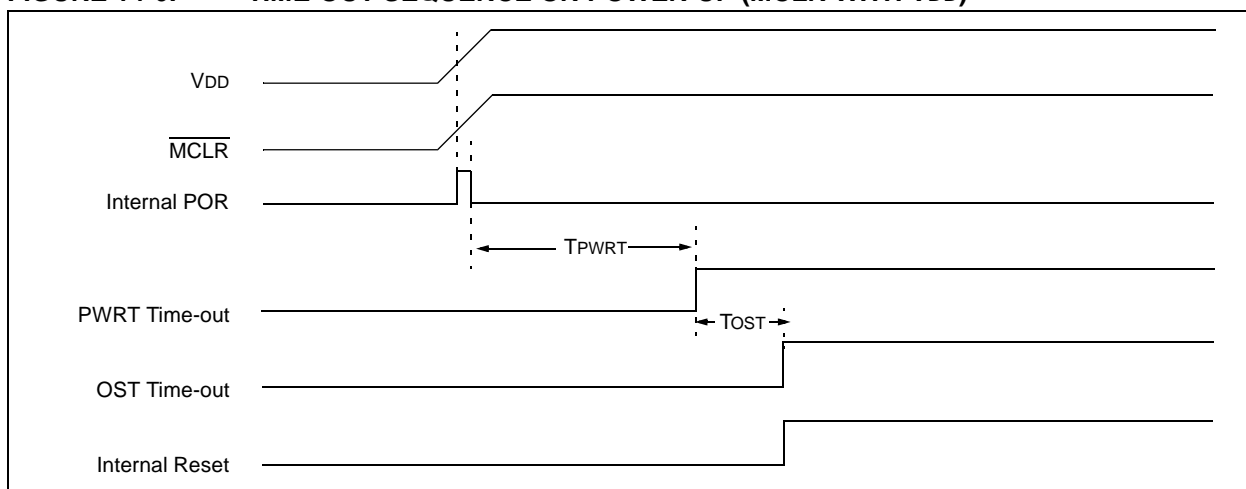 VDD
MCLR
Internal POR
TPWRT
PWRT Time-out
TOST
OST Time-out
Internal Reset